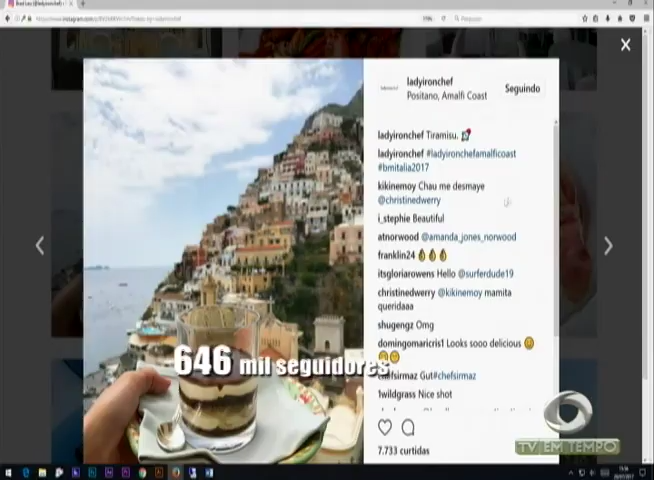 ladyironchef
Positano, Amalfi Coast
Seguindo
ladyironchef Tiramisu.
ladyironchef #ladyironchefamalficoast
#bmitalia2017
kikinemoy Chau me desmaye
@christinedwerry
i_stephie Beautiful
atnorwood @amanda_jones_norwood
franklin24
itsgloriarowens Hello @surferdude19
christinedwerry @kikinemoy mamita
queridaaa
shugengz Omg
domingomaricris1 Looks sooo delicious
chefsirmaz Gut#chefsirmaz
1wildgrass Nice shot
7.733 curtidas
646 mil seguidores
TV EM TEMPO